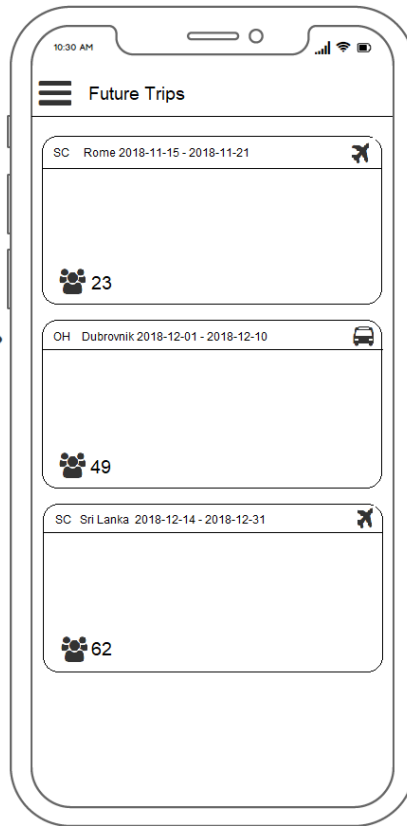 10:30 AM
Future Trips
SC Rome 2018-11-15 - 2018-11-21
23
OH Dubrovnik 2018-12-01 - 2018-12-10
49
SC Sri Lanka 2018-12-14 - 2018-12-31
62